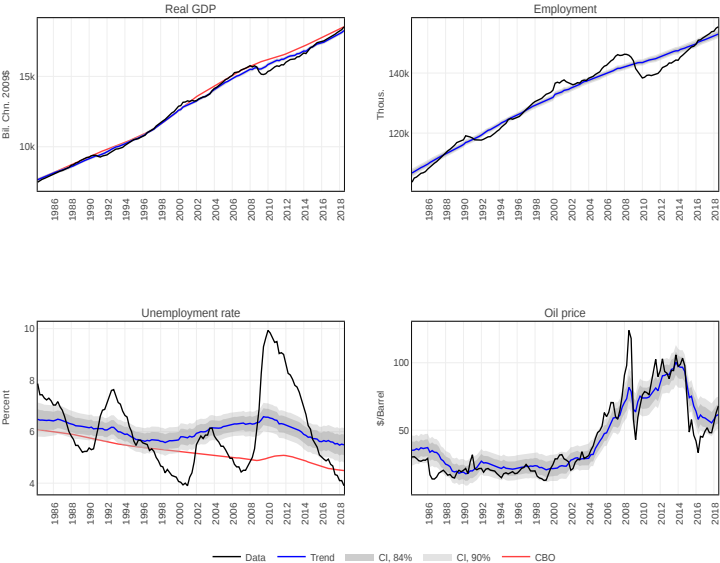 Real GDP
Employment
Bil. Chn. 2009$
15k
10k
1986 1988 1990 1992 1994 1996 1998 2000 2002 2004 2006 2008 2010 2012 2014 2016 2018
Thous.
140k
120k
1986 1988 1990 1992 1994 1996 1998 2000 2002 2004 2006 2008 2010 2012 2014 2016 2018
Unemployment rate
Oil price
Percent
10
8
6
4
1986 1988 1990 1992 1994 1996 1998 2000 2002 2004 2006 2008 2010 2012 2014 2016 2018
$/Barrel
100
50
1986 1988 1990 1992 1994 1996 1998 2000 2002 2004 2006 2008 2010 2012 2014 2016 2018
Data Trend CI, 84% CI, 90% CBO